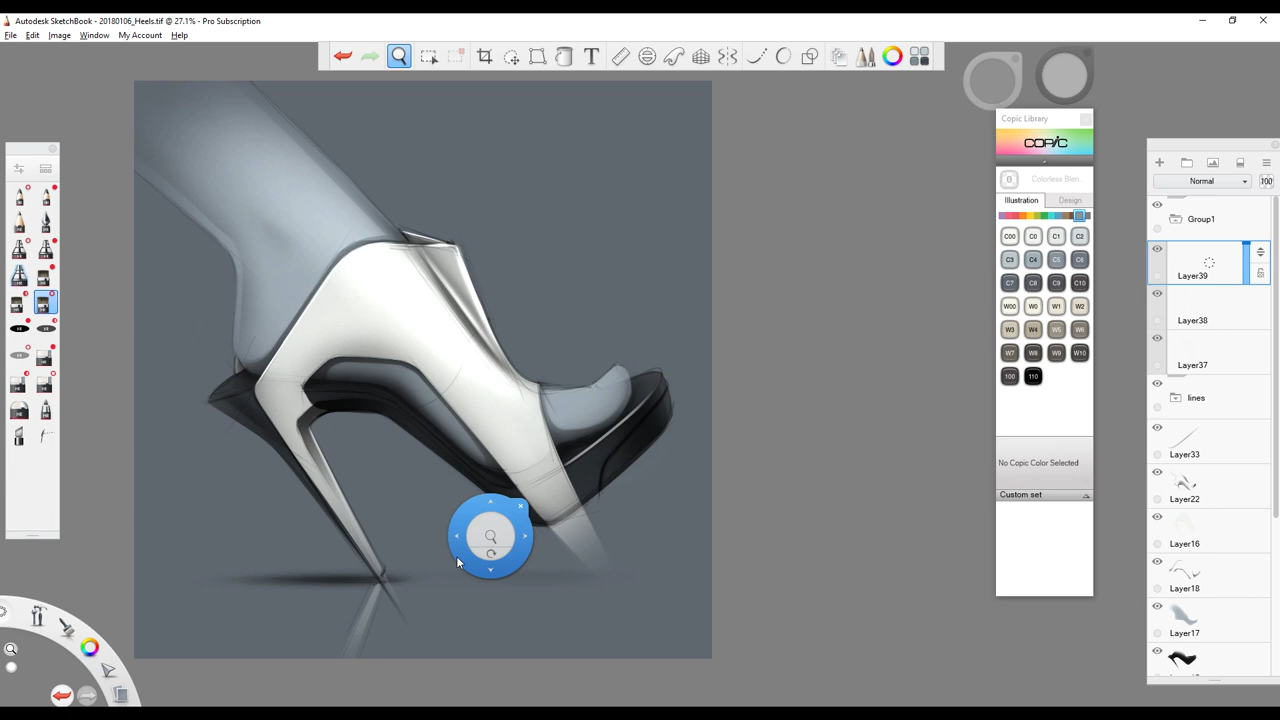 Autodesk SketchBook - 20180106_Heels.tif @ 27.1% - Pro Subscription
File Edit Image Window My Account Help
T
Copic Library
COPIC
0 Colorless Blen..
Illustration Design
C00 C0 C1 C2
C3 C4 C5 C6
C7 C8 C9 C10
W00 W0 W1 W2
W3 W4 W5 W6
W7 W8 W9 W10
100 110
No Copic Color Selected
Custom set
Normal 100
Group1
Layer39
Layer38
Layer37
lines
Layer33
Layer22
Layer16
Layer18
Layer17